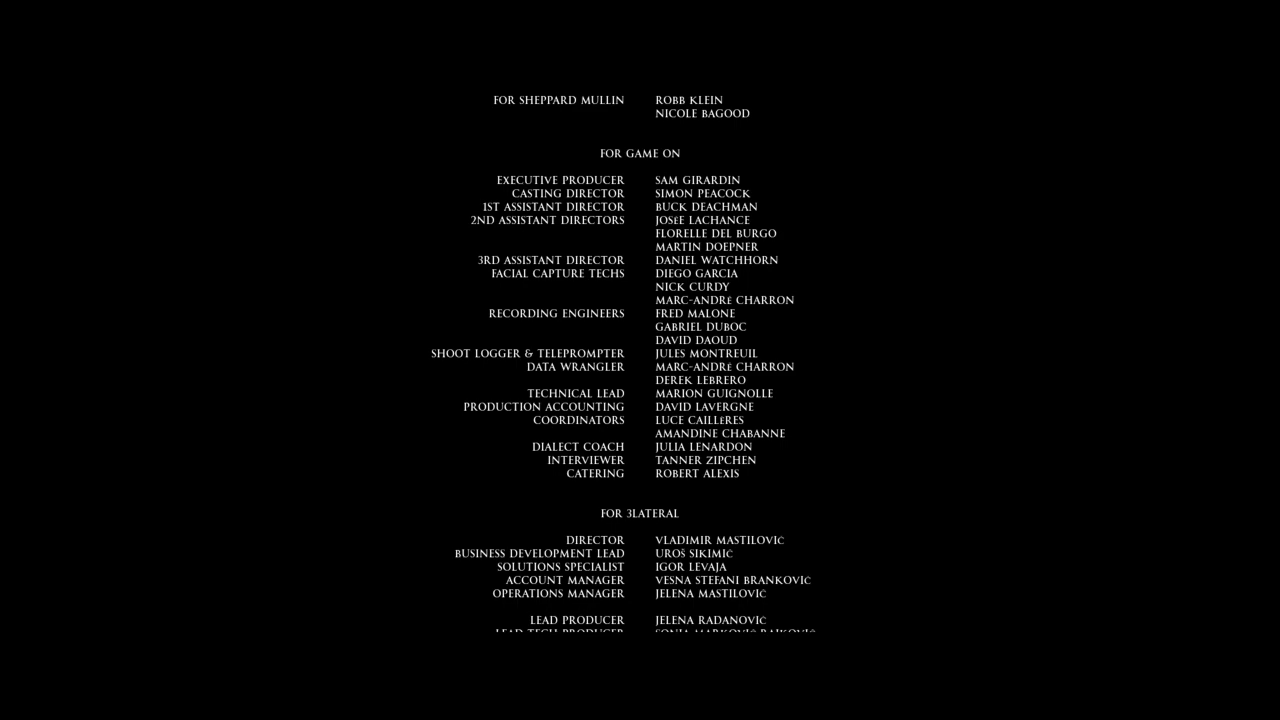 FOR SHEPPARD MULLIN ROBB KLEIN
NICOLE BAGOOD
FOR GAME ON
EXECUTIVE PRODUCER SAM GIRARDIN
CASTING DIRECTOR SIMON PEACOCK
1ST ASSISTANT DIRECTOR BUCK DEACHMAN
2ND ASSISTANT DIRECTORS JOSÉE LACHANCE
FLORELLE DEL BURGO
MARTIN DOEPNER
3RD ASSISTANT DIRECTOR DANIEL WATCHHORN
FACIAL CAPTURE TECHS DIEGO GARCIA
NICK CURDY
MARC-ANDRÉ CHARRON
RECORDING ENGINEERS FRED MALONE
GABRIEL DUBOC
DAVID DAOUD
SHOOT LOGGER & TELEPROMPTER JULES MONTREUIL
DATA WRANGLER MARC-ANDRÉ CHARRON
DEREK LEBRERO
TECHNICAL LEAD MARION GUIGNOLLE
PRODUCTION ACCOUNTING DAVID LAVERGNE
COORDINATORS LUCE CAILLÈRES
AMANDINE CHABANNE
DIALECT COACH JULIA LENARDON
INTERVIEWER TANNER ZIPCHEN
CATERING ROBERT ALEXIS
FOR 3LATERAL
DIRECTOR VLADIMIR MASTILOVIĆ
BUSINESS DEVELOPMENT LEAD UROŠ SIKIMIĆ
SOLUTIONS SPECIALIST IGOR LEVAJA
ACCOUNT MANAGER VESNA STEFANI BRANKOVIĆ
OPERATIONS MANAGER JELENA MASTILOVIĆ
LEAD PRODUCER JELENA RADANOVIĆ
LEAD TECH PRODUCER SONJA MARKOVIĆ RAJKOVIĆ